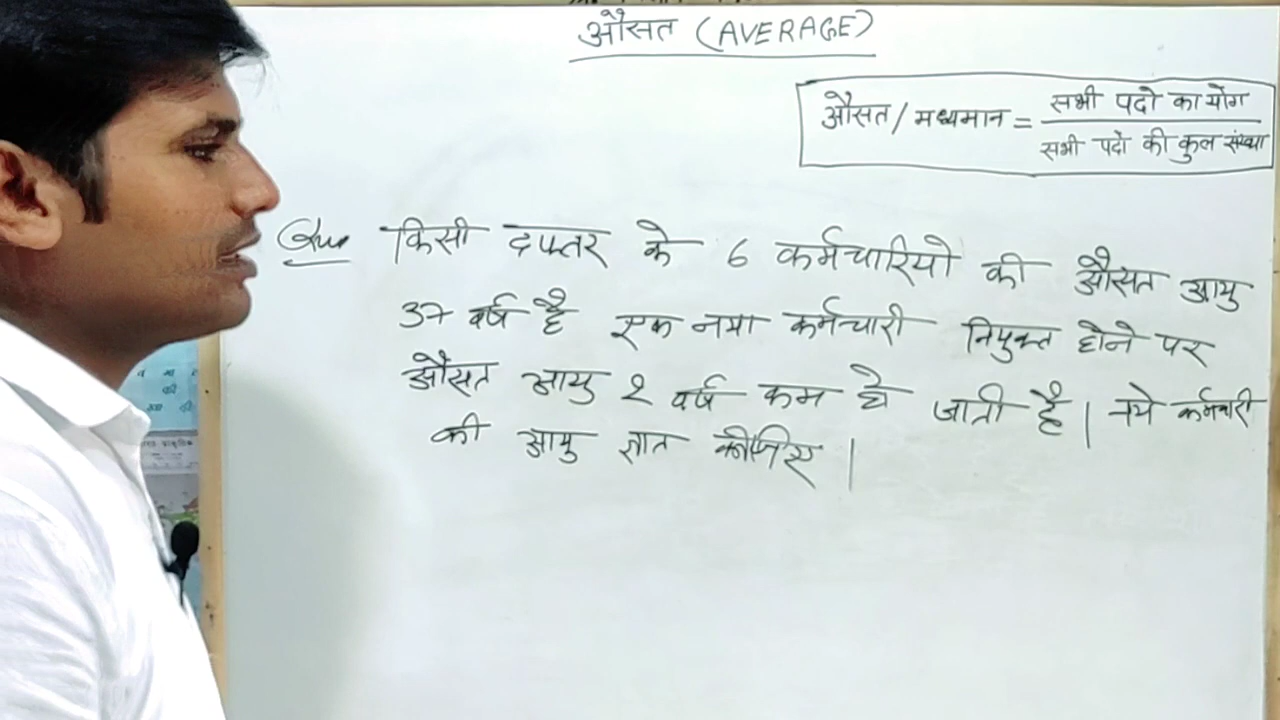 औसत (AVERAGE)
औसत/मध्यमान = सभी पदो का योग
सभी पदो की कुल संख्या
Que किसी दफ्तर के 6 कर्मचारियो की औसत आयु
37 वर्ष है एक नया कर्मचारी नियुक्त होने पर
औसत आयु 2 वर्ष कम हो जाती है। नये कर्मचारी
की आयु ज्ञात कीजिए।